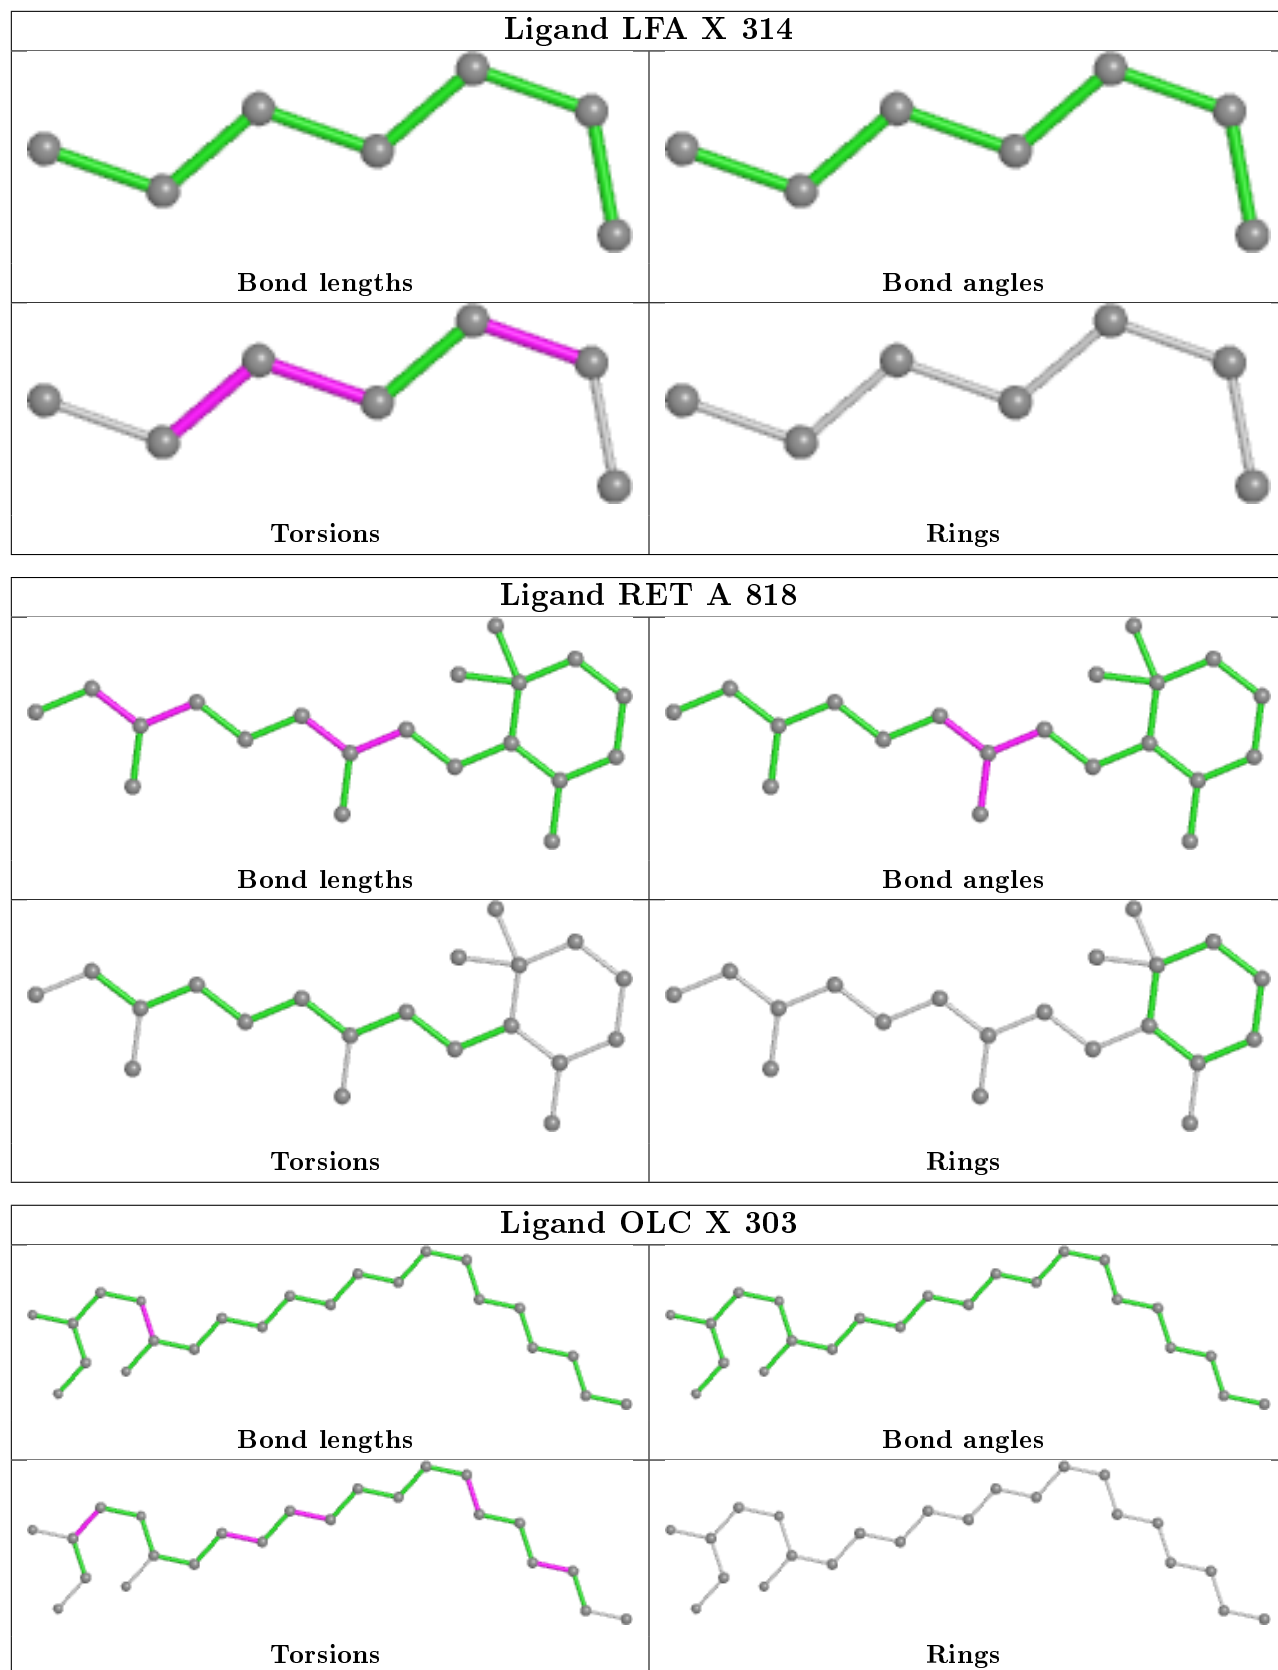 Ligand LFA X 314
Bond lengths
Bond angles
Torsions
Rings
Ligand RET A 818
Bond lengths
Bond angles
Torsions
Rings
Ligand OLC X 303
Bond lengths
Bond angles
Torsions
Rings